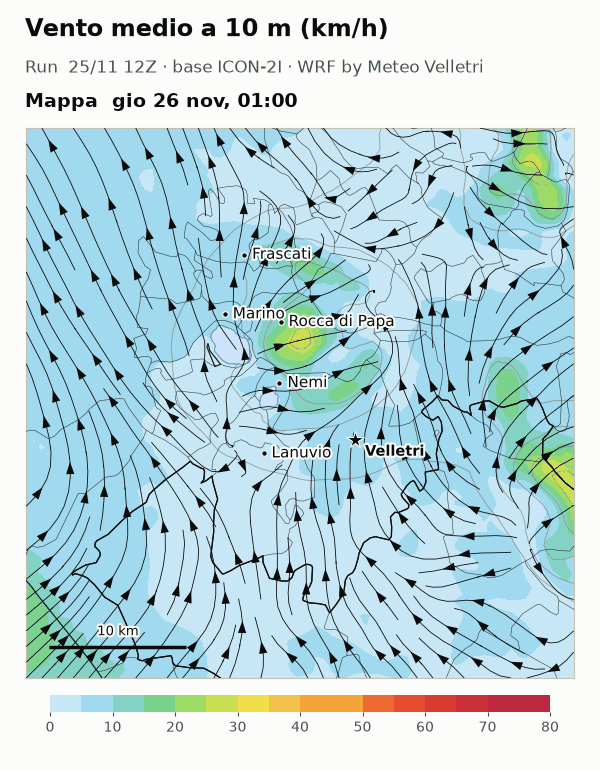 Vento medio a 10 m (km/h)
Run  25/11 12Z · base ICON-2I · WRF by Meteo Velletri
Mappa  gio 26 nov, 01:00
Frascati
Marino
Rocca di Papa
Nemi
Velletri
Lanuvio
10 km
0 10 20 30 40 50 60 70 80